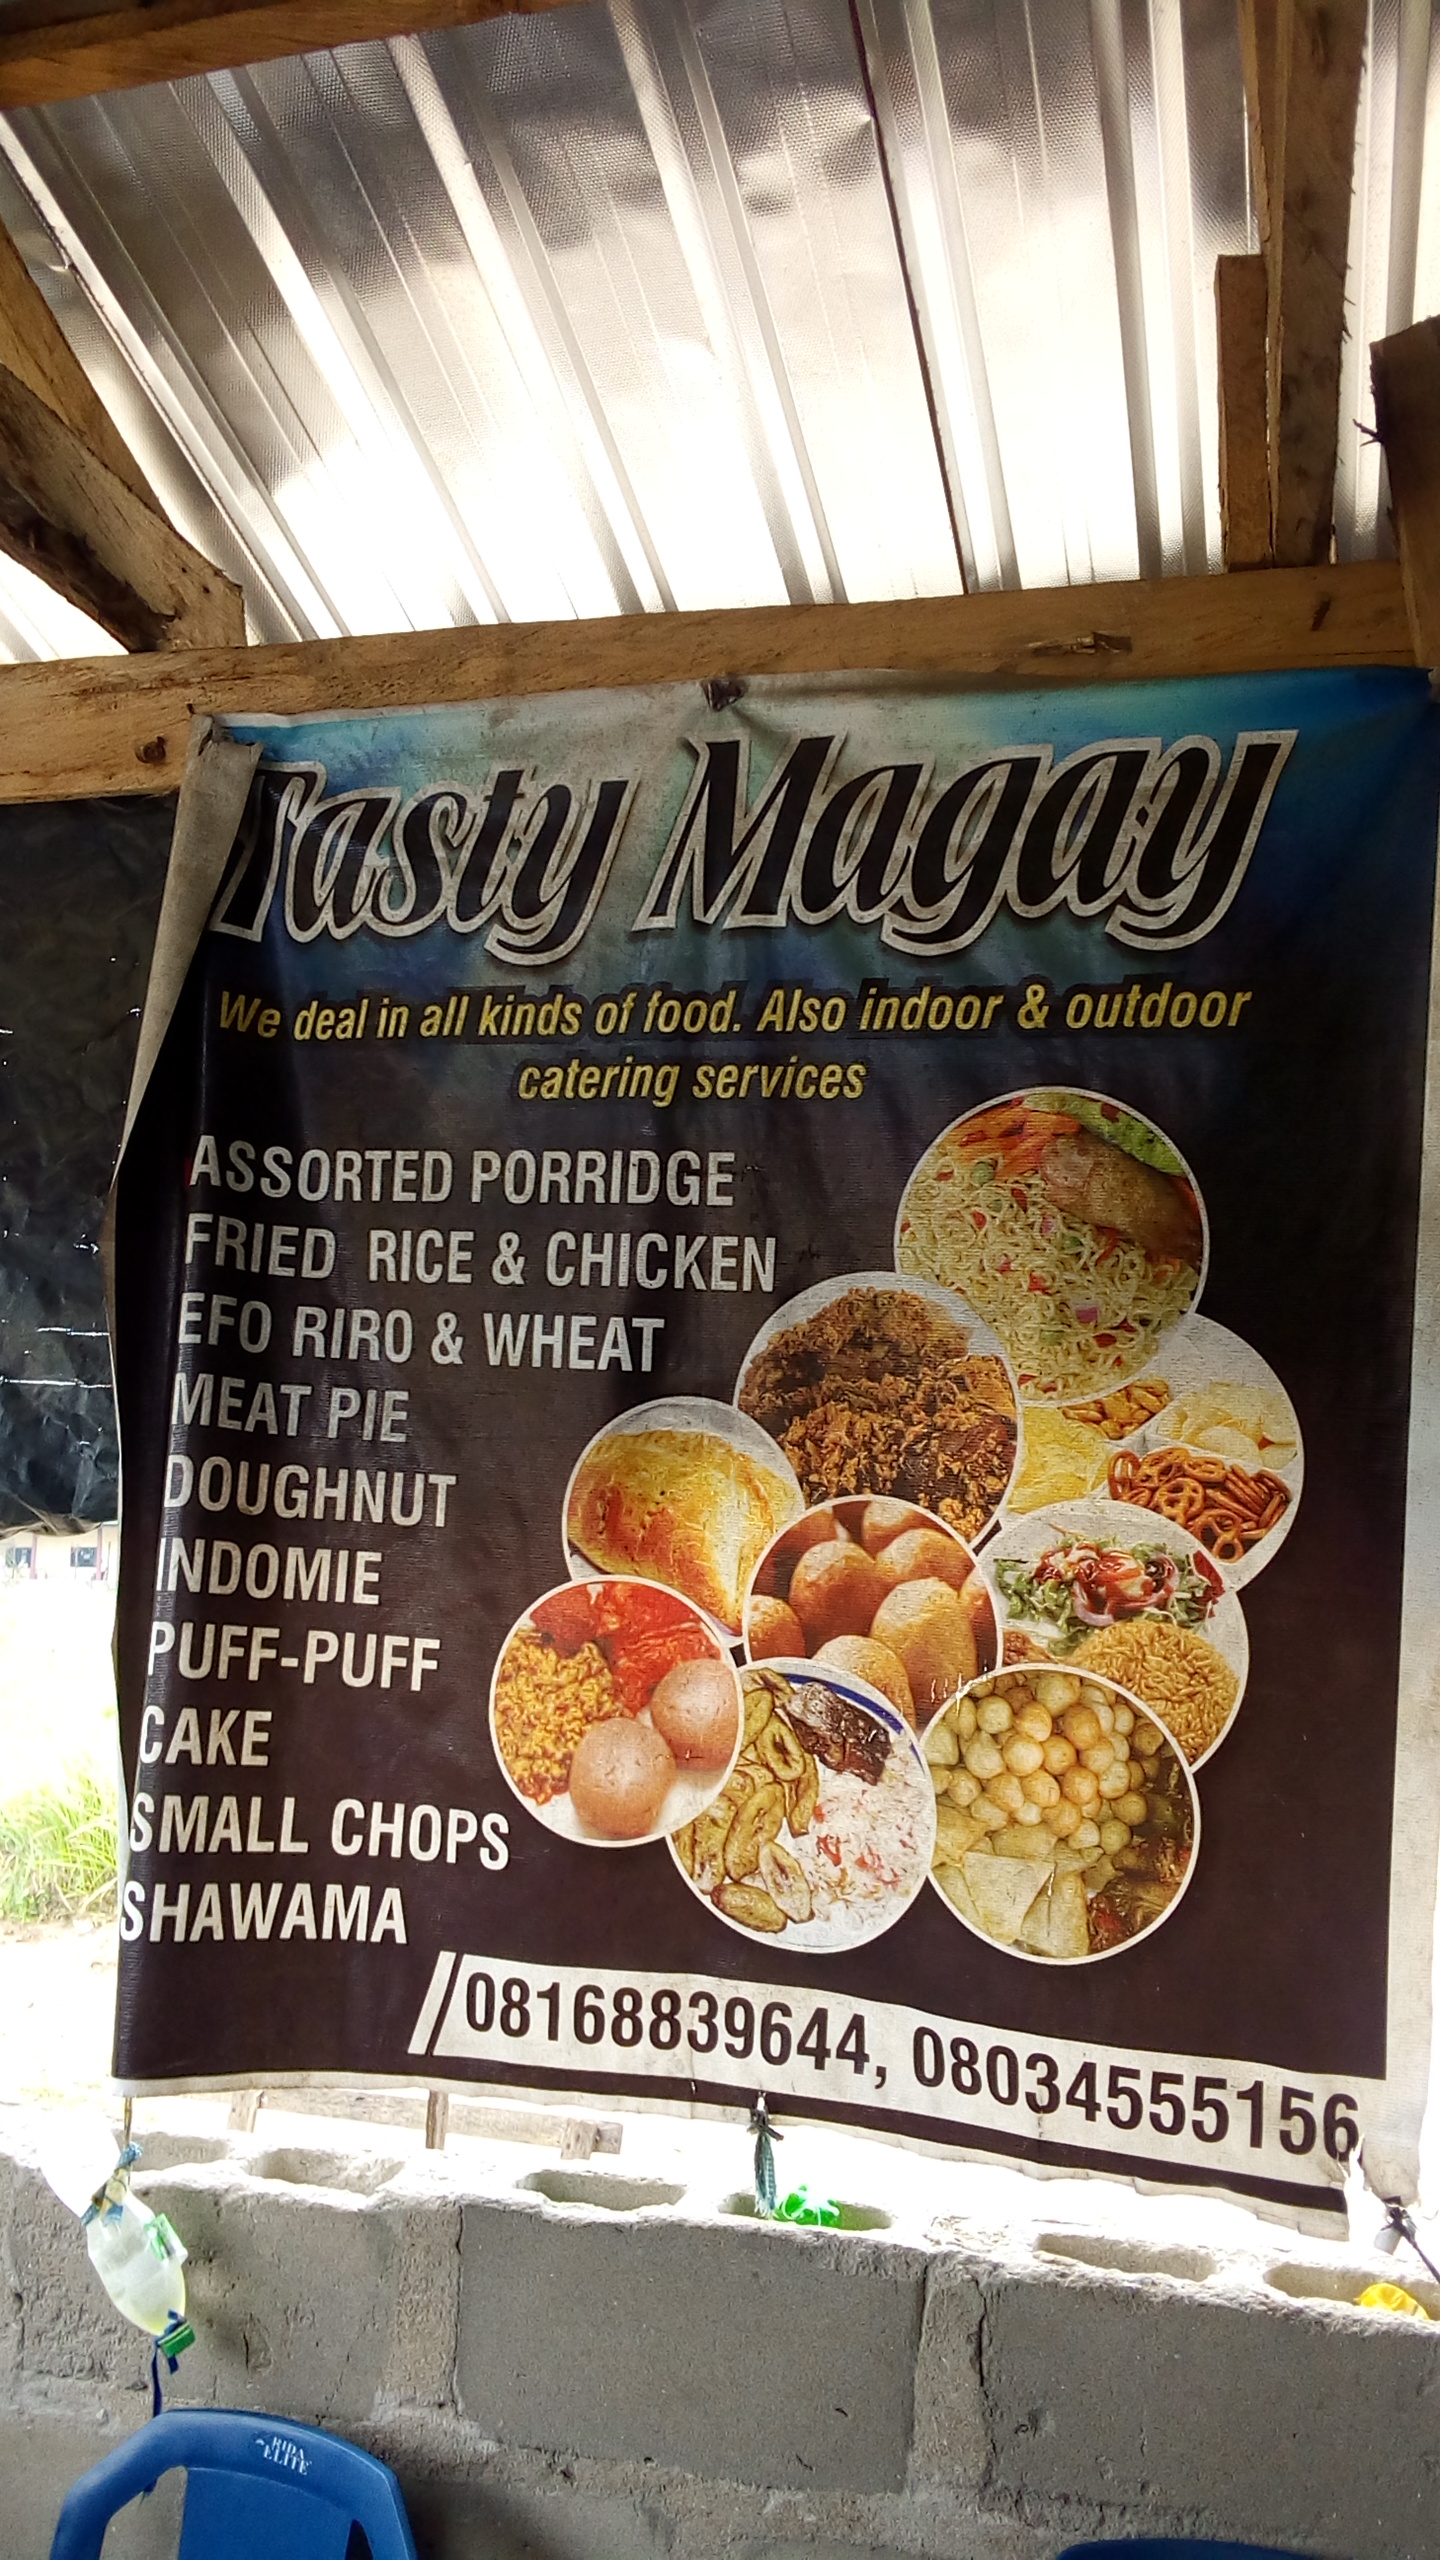 Tasty Magay
We deal in all kinds of food. Also indoor & outdoor
catering services
ASSORTED PORRIDGE
FRIED RICE & CHICKEN
EFO RIRO & WHEAT
MEAT PIE
DOUGHNUT
INDOMIE
PUFF-PUFF
CAKE
SMALL CHOPS
SHAWAMA
08168839644, 08034555156
RIDA
ELITE